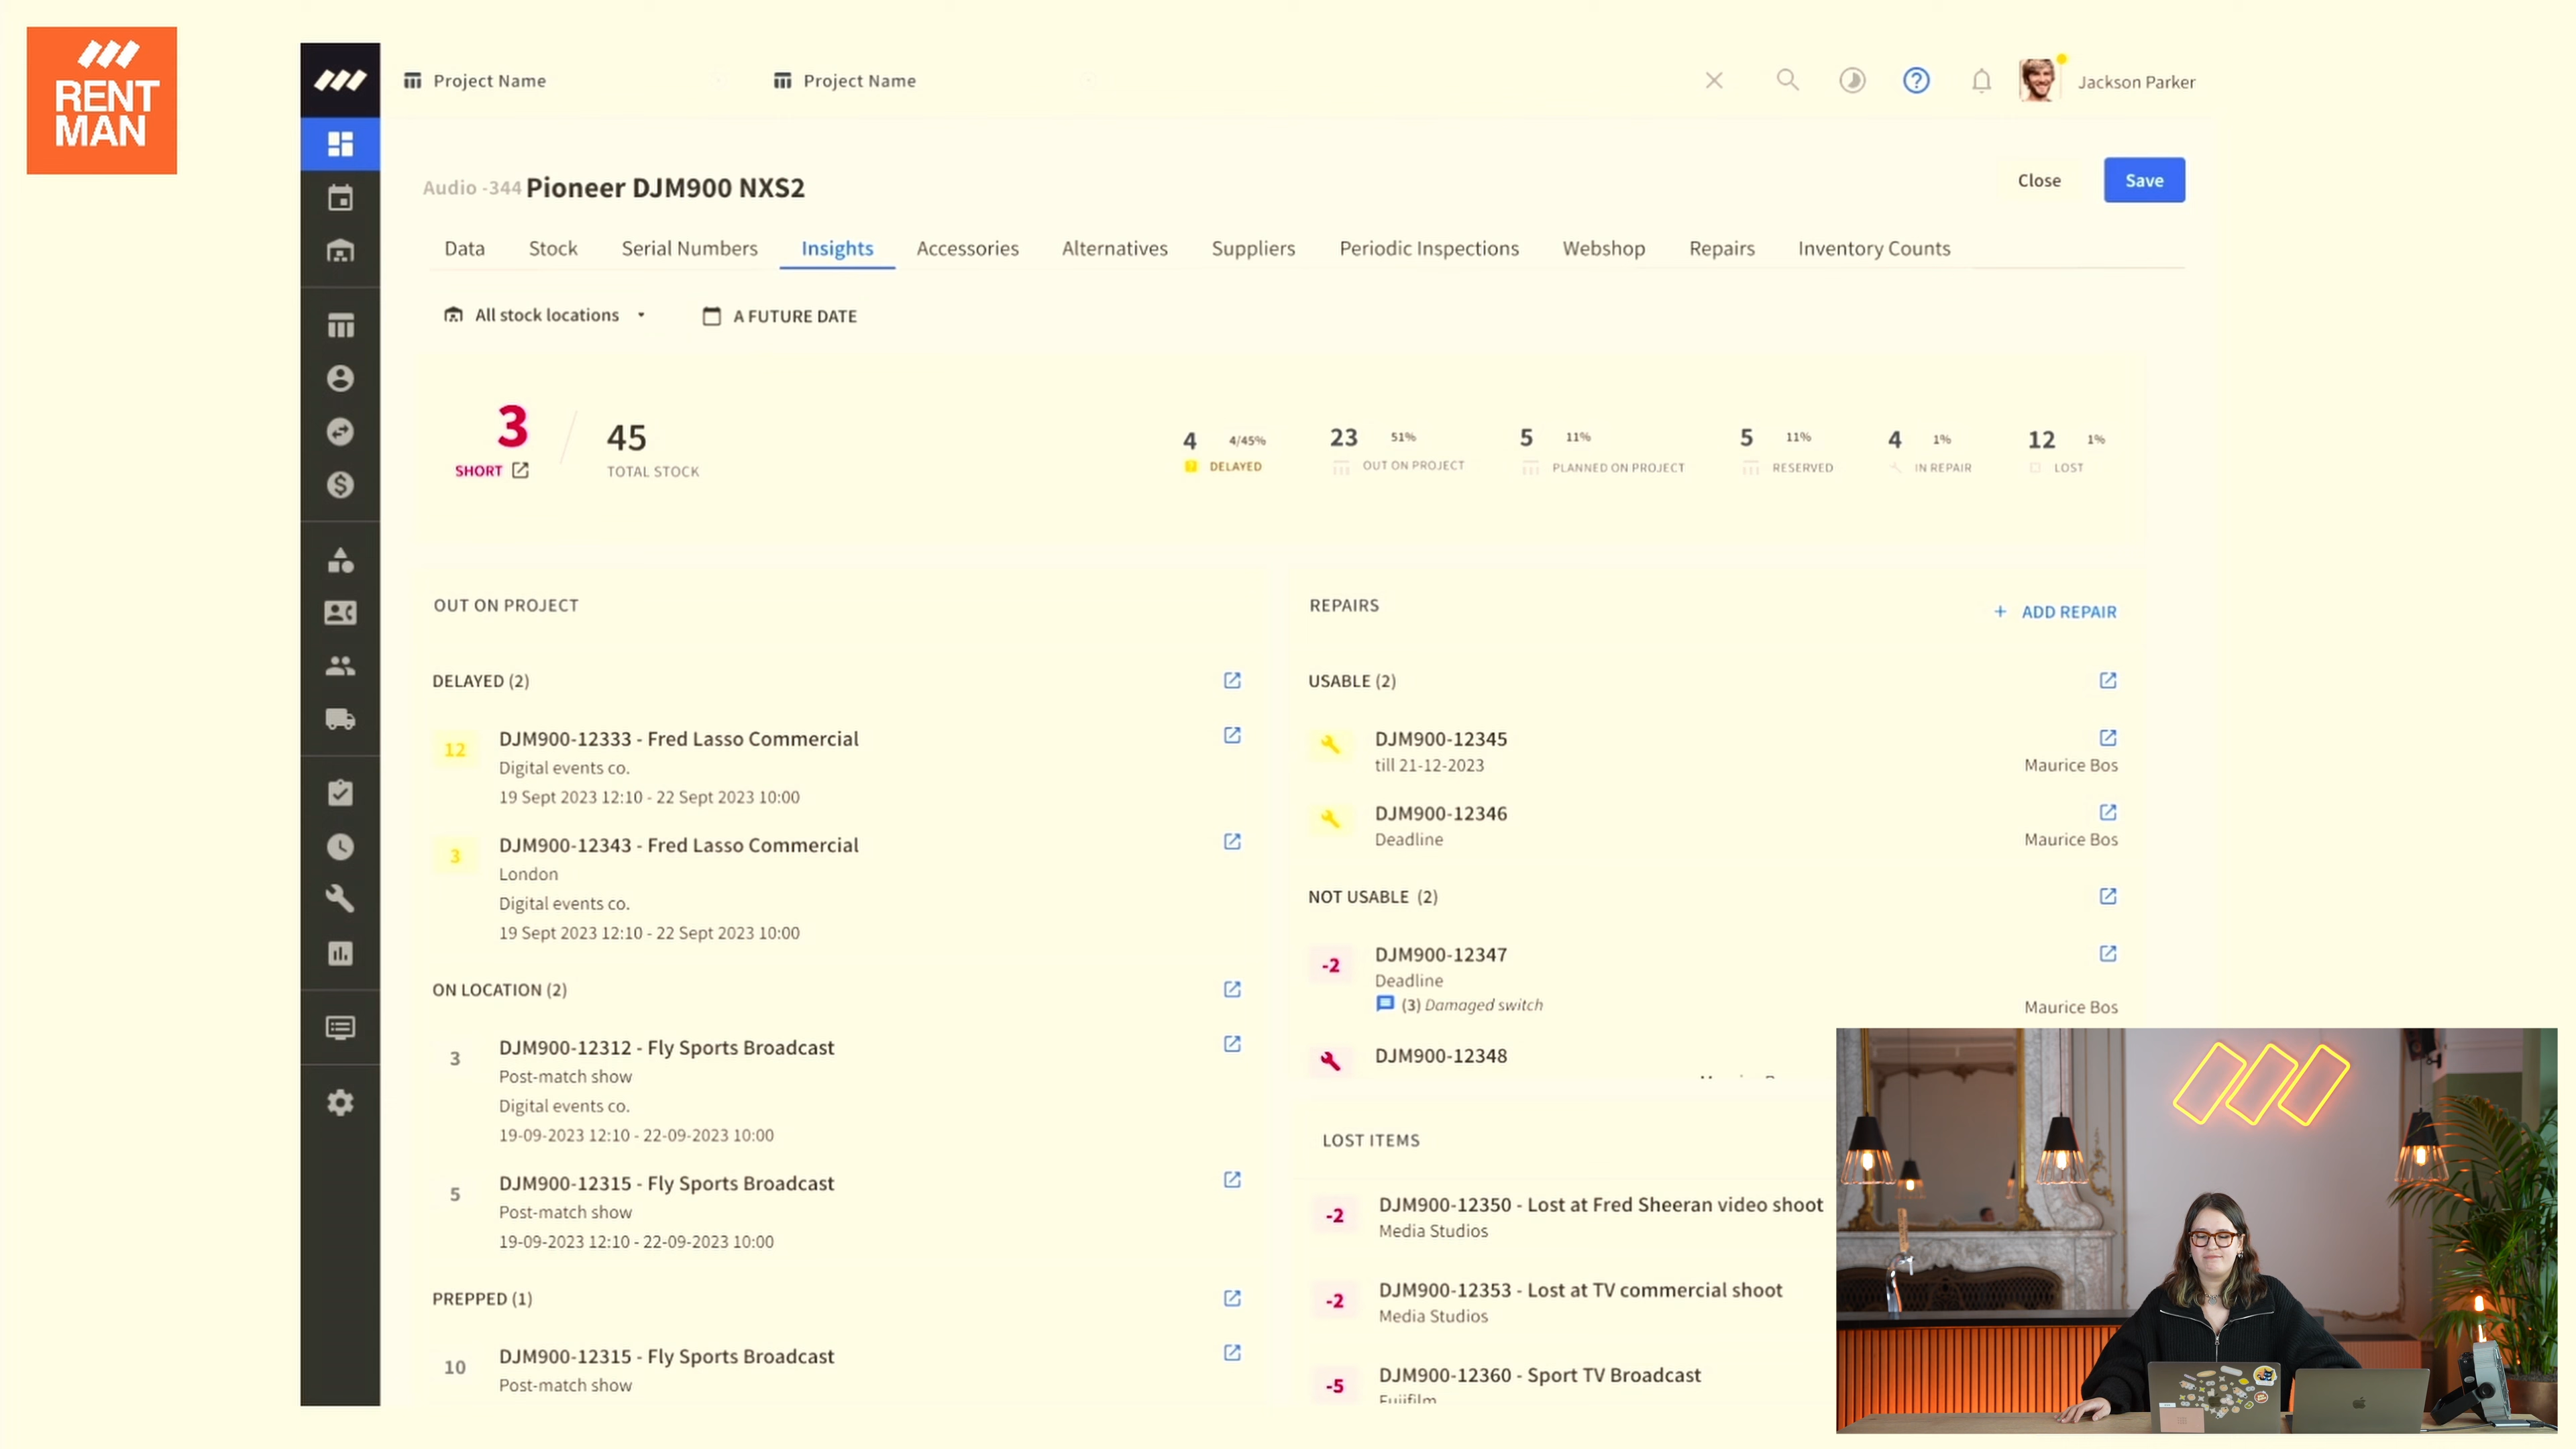 RENT
MAN
Project Name
Project Name
Jackson Parker
Audio -344 Pioneer DJM900 NXS2
Close
Save
Data
Stock
Serial Numbers
Insights
Accessories
Alternatives
Suppliers
Periodic Inspections
Webshop
Repairs
Inventory Counts
All stock locations
A FUTURE DATE
3
SHORT
45
TOTAL STOCK
4 4/45%
DELAYED
23 51%
OUT ON PROJECT
5 11%
PLANNED ON PROJECT
5 11%
RESERVED
4 1%
IN REPAIR
12 1%
LOST
OUT ON PROJECT
DELAYED (2)
12
DJM900-12333 - Fred Lasso Commercial
Digital events co.
19 Sept 2023 12:10 - 22 Sept 2023 10:00
3
DJM900-12343 - Fred Lasso Commercial
London
Digital events co.
19 Sept 2023 12:10 - 22 Sept 2023 10:00
ON LOCATION (2)
3
DJM900-12312 - Fly Sports Broadcast
Post-match show
Digital events co.
19-09-2023 12:10 - 22-09-2023 10:00
5
DJM900-12315 - Fly Sports Broadcast
Post-match show
19-09-2023 12:10 - 22-09-2023 10:00
PREPPED (1)
10
DJM900-12315 - Fly Sports Broadcast
Post-match show
REPAIRS
+ ADD REPAIR
USABLE (2)
DJM900-12345
till 21-12-2023
Maurice Bos
DJM900-12346
Deadline
Maurice Bos
NOT USABLE (2)
-2
DJM900-12347
Deadline
(3) Damaged switch
Maurice Bos
DJM900-12348
LOST ITEMS
-2
DJM900-12350 - Lost at Fred Sheeran video shoot
Media Studios
-2
DJM900-12353 - Lost at TV commercial shoot
Media Studios
-5
DJM900-12360 - Sport TV Broadcast
Fujifilm